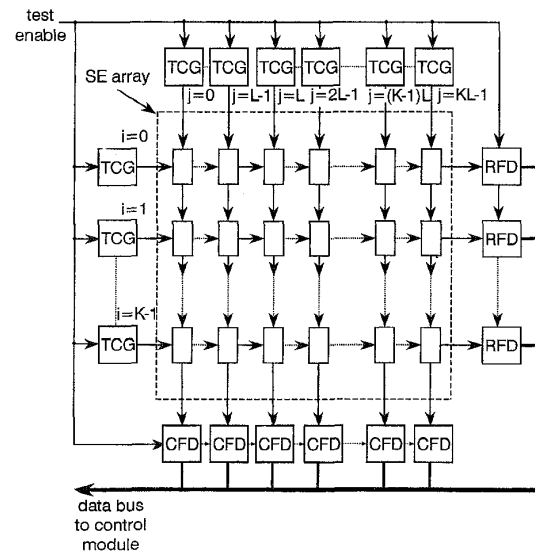 test
enable
TCG TCG TCG TCG TCG TCG
SE array
j=0 j=L-1 j=L j=2L-1 j=(K-1)L j=KL-1
i=0
TCG RFD
i=1
TCG RFD
i=K-1
TCG RFD
CFD CFD CFD CFD CFD CFD
data bus
to control
module